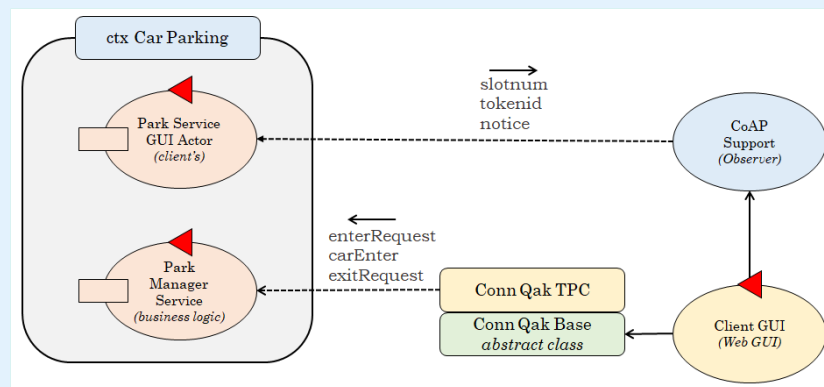 ctx Car Parking
Park Service
GUI Actor
(client's)
slotnum
tokenid
notice
CoAP
Support
(Observer)
Park
Manager
Service
(business logic)
enterRequest
carEnter
exitRequest
Conn Qak TPC
Conn Qak Base
abstract class
Client GUI
(Web GUI)